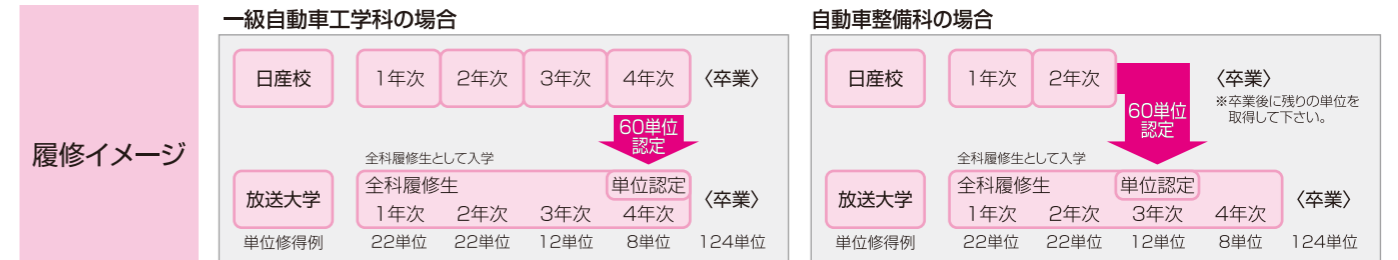 履修イメージ
一級自動車工学科の場合
日産校 1年次 2年次 3年次 4年次 〈卒業〉
60単位
認定
全科履修生として入学
放送大学 全科履修生 単位認定 〈卒業〉
1年次 2年次 3年次 4年次
単位修得例 22単位 22単位 12単位 8単位 124単位
自動車整備科の場合
日産校 1年次 2年次 〈卒業〉
※卒業後に残りの単位を
取得して下さい。
60単位
認定
全科履修生として入学
放送大学 全科履修生 単位認定 〈卒業〉
1年次 2年次 3年次 4年次
単位修得例 22単位 22単位 12単位 8単位 124単位